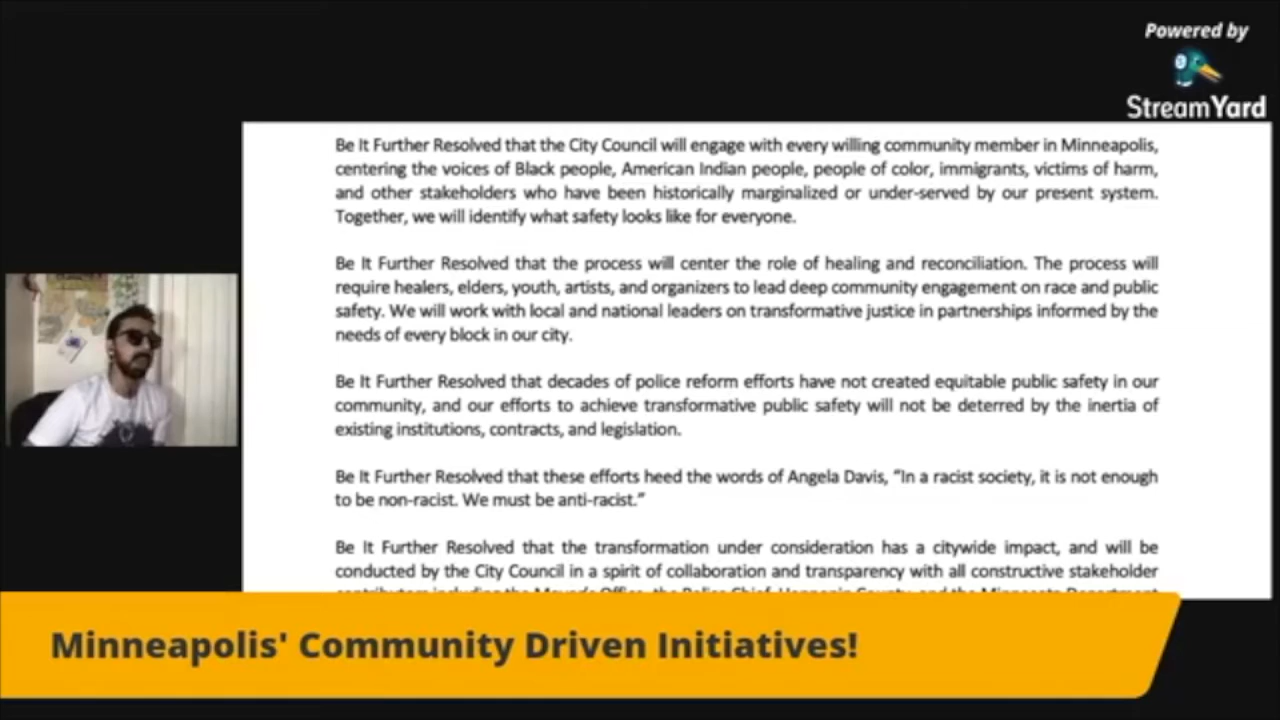 Powered by
StreamYard
Be It Further Resolved that the City Council will engage with every willing community member in Minneapolis,
centering the voices of Black people, American Indian people, people of color, immigrants, victims of harm,
and other stakeholders who have been historically marginalized or under-served by our present system.
Together, we will identify what safety looks like for everyone.
Be It Further Resolved that the process will center the role of healing and reconciliation. The process will
require healers, elders, youth, artists, and organizers to lead deep community engagement on race and public
safety. We will work with local and national leaders on transformative justice in partnerships informed by the
needs of every block in our city.
Be It Further Resolved that decades of police reform efforts have not created equitable public safety in our
community, and our efforts to achieve transformative public safety will not be deterred by the inertia of
existing institutions, contracts, and legislation.
Be It Further Resolved that these efforts heed the words of Angela Davis, “In a racist society, it is not enough
to be non-racist. We must be anti-racist.”
Be It Further Resolved that the transformation under consideration has a citywide impact, and will be
conducted by the City Council in a spirit of collaboration and transparency with all constructive stakeholder
Minneapolis' Community Driven Initiatives!